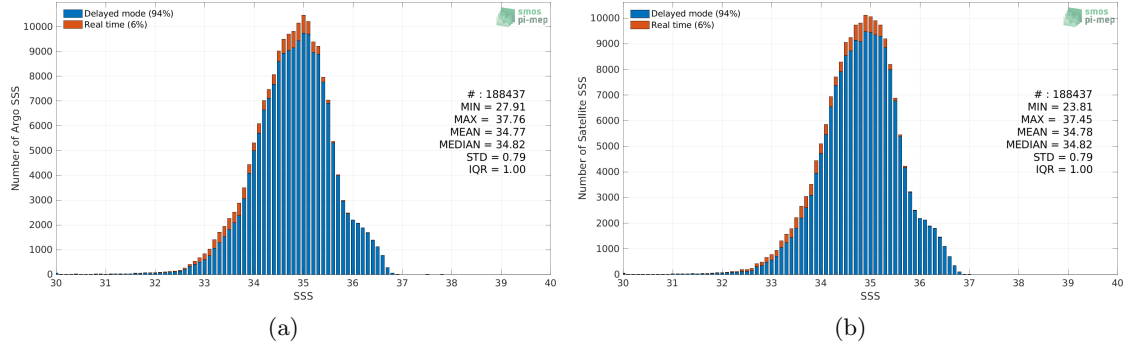 Delayed mode (94%)
Real time (6%)
smos
pi-mep
10000
9000
8000
7000
6000
5000
4000
3000
2000
1000
0
Number of Argo SSS
# : 188437
MIN = 27.91
MAX = 37.76
MEAN = 34.77
MEDIAN = 34.82
STD = 0.79
IQR = 1.00
30 31 32 33 34 35 36 37 38 39 40
SSS
(a)
Delayed mode (94%)
Real time (6%)
smos
pi-mep
10000
9000
8000
7000
6000
5000
4000
3000
2000
1000
0
Number of Satellite SSS
# : 188437
MIN = 23.81
MAX = 37.45
MEAN = 34.78
MEDIAN = 34.82
STD = 0.79
IQR = 1.00
30 31 32 33 34 35 36 37 38 39 40
SSS
(b)